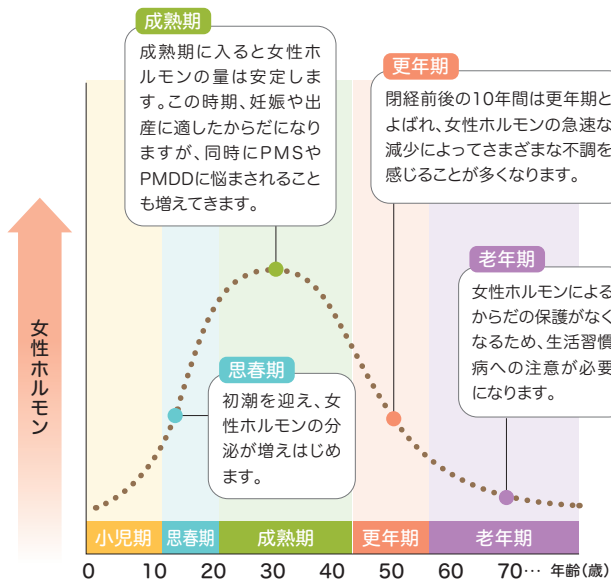 成熟期
成熟期に入ると女性ホ
ルモンの量は安定しま
す。この時期、妊娠や出
産に適したからだになり
ますが、同時にPMSや
PMDDに悩まされること
も増えてきます。
更年期
閉経前後の10年間は更年期と
よばれ、女性ホルモンの急速な
減少によってさまざまな不調を
感じることが多くなります。
老年期
女性ホルモンによる
からだの保護がなく
なるため、生活習慣
病への注意が必要
になります。
思春期
初潮を迎え、女
性ホルモンの分
泌が増えはじめ
ます。
女性ホルモン
小児期 思春期 成熟期 更年期 老年期
0 10 20 30 40 50 60 70… 年齢(歳)